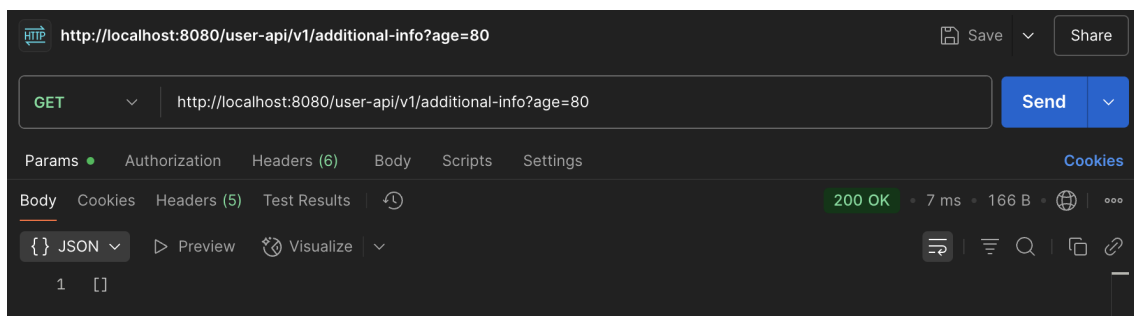 HTTP http://localhost:8080/user-api/v1/additional-info?age=80 Save Share
GET http://localhost:8080/user-api/v1/additional-info?age=80 Send
Params Authorization Headers (6) Body Scripts Settings Cookies
Body Cookies Headers (5) Test Results 200 OK • 7 ms • 166 B •
{} JSON Preview Visualize
1 []